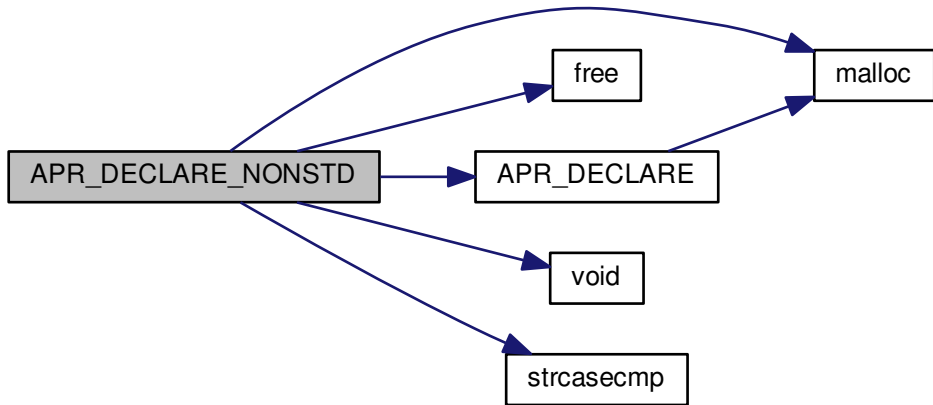 free
malloc
APR_DECLARE_NONSTD
APR_DECLARE
void
strcasecmp